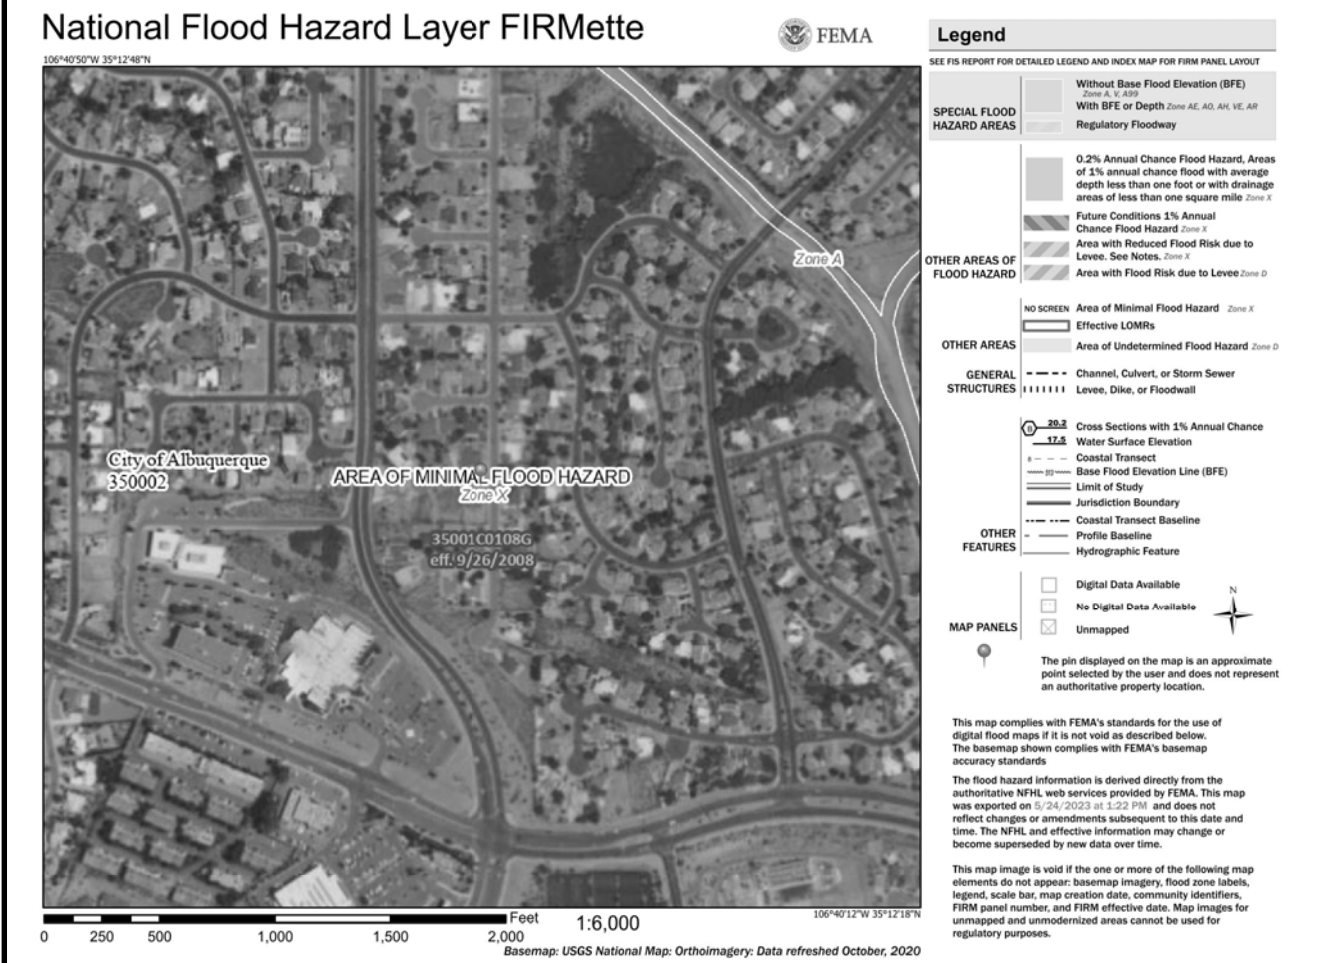 National Flood Hazard Layer FIRMette
FEMA
106°40'50"W 35°12'48"N
Zone A
City of Albuquerque
350002
AREA OF MINIMAL FLOOD HAZARD
Zone X
35001C0108G
eff. 9/26/2008
106°40'12"W 35°12'18"N
Feet
1:6,000
0
250
500
1,000
1,500
2,000
Basemap: USGS National Map: Orthoimagery: Data refreshed October, 2020
Legend
SEE FIS REPORT FOR DETAILED LEGEND AND INDEX MAP FOR FIRM PANEL LAYOUT
SPECIAL FLOOD
HAZARD AREAS
Without Base Flood Elevation (BFE)
Zone A, V, A99
With BFE or Depth Zone AE, AO, AH, VE, AR
Regulatory Floodway
OTHER AREAS OF
FLOOD HAZARD
0.2% Annual Chance Flood Hazard, Areas
of 1% annual chance flood with average
depth less than one foot or with drainage
areas of less than one square mile Zone X
Future Conditions 1% Annual
Chance Flood Hazard Zone X
Area with Reduced Flood Risk due to
Levee. See Notes. Zone X
Area with Flood Risk due to Levee Zone D
OTHER AREAS
NO SCREEN Area of Minimal Flood Hazard Zone X
Effective LOMRs
Area of Undetermined Flood Hazard Zone D
GENERAL
STRUCTURES
Channel, Culvert, or Storm Sewer
Levee, Dike, or Floodwall
OTHER
FEATURES
B 20.2 Cross Sections with 1% Annual Chance
17.5 Water Surface Elevation
8 Coastal Transect
513 Base Flood Elevation Line (BFE)
Limit of Study
Jurisdiction Boundary
Coastal Transect Baseline
Profile Baseline
Hydrographic Feature
MAP PANELS
Digital Data Available
No Digital Data Available
Unmapped
N
The pin displayed on the map is an approximate
point selected by the user and does not represent
an authoritative property location.
This map complies with FEMA's standards for the use of
digital flood maps if it is not void as described below.
The basemap shown complies with FEMA's basemap
accuracy standards
The flood hazard information is derived directly from the
authoritative NFHL web services provided by FEMA. This map
was exported on 5/24/2023 at 1:22 PM and does not
reflect changes or amendments subsequent to this date and
time. The NFHL and effective information may change or
become superseded by new data over time.
This map image is void if the one or more of the following map
elements do not appear: basemap imagery, flood zone labels,
legend, scale bar, map creation date, community identifiers,
FIRM panel number, and FIRM effective date. Map images for
unmapped and unmodernized areas cannot be used for
regulatory purposes.